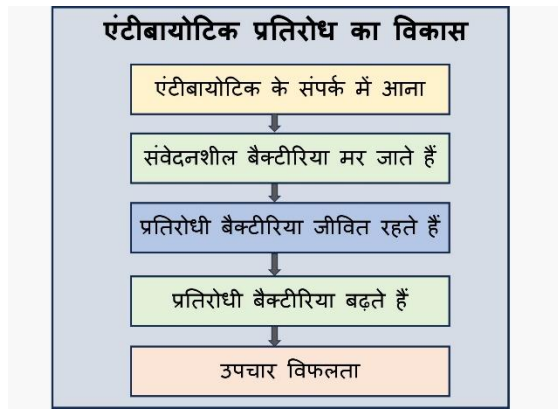 एंटीबायोटिक प्रतिरोध का विकास
एंटीबायोटिक के संपर्क में आना
संवेदनशील बैक्टीरिया मर जाते हैं
प्रतिरोधी बैक्टीरिया जीवित रहते हैं
प्रतिरोधी बैक्टीरिया बढ़ते हैं
उपचार विफलता